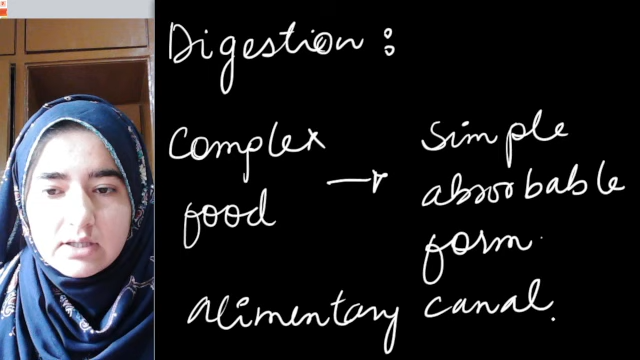 Digestion :
Complex food → Simple absorbable form.
alimentary canal.